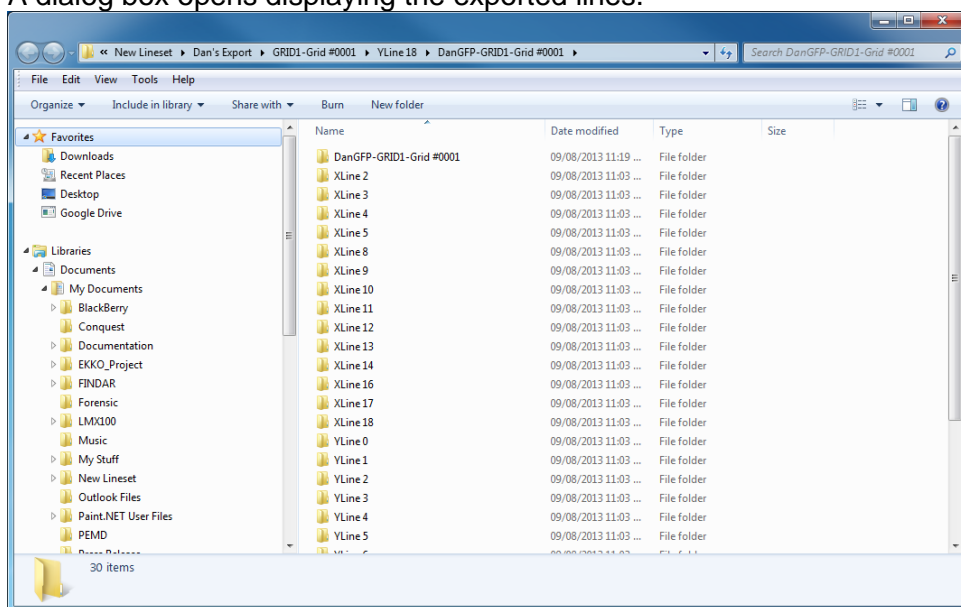 A dialog box opens displaying the exported lines.
« New Lineset ▸ Dan's Export ▸ GRID1-Grid #0001 ▸ YLine 18 ▸ DanGFP-GRID1-Grid #0001 ▸
Search DanGFP-GRID1-Grid #0001
File Edit View Tools Help
Organize Include in library Share with Burn New folder
Name Date modified Type Size
Favorites
Downloads
Recent Places
Desktop
Google Drive
Libraries
Documents
My Documents
BlackBerry
Conquest
Documentation
EKKO_Project
FINDAR
Forensic
LMX100
Music
My Stuff
New Lineset
Outlook Files
Paint.NET User Files
PEMD
DanGFP-GRID1-Grid #0001 09/08/2013 11:19 ... File folder
XLine 2 09/08/2013 11:03 ... File folder
XLine 3 09/08/2013 11:03 ... File folder
XLine 4 09/08/2013 11:03 ... File folder
XLine 5 09/08/2013 11:03 ... File folder
XLine 8 09/08/2013 11:03 ... File folder
XLine 9 09/08/2013 11:03 ... File folder
XLine 10 09/08/2013 11:03 ... File folder
XLine 11 09/08/2013 11:03 ... File folder
XLine 12 09/08/2013 11:03 ... File folder
XLine 13 09/08/2013 11:03 ... File folder
XLine 14 09/08/2013 11:03 ... File folder
XLine 16 09/08/2013 11:03 ... File folder
XLine 17 09/08/2013 11:03 ... File folder
XLine 18 09/08/2013 11:03 ... File folder
YLine 0 09/08/2013 11:03 ... File folder
YLine 1 09/08/2013 11:03 ... File folder
YLine 2 09/08/2013 11:03 ... File folder
YLine 3 09/08/2013 11:03 ... File folder
YLine 4 09/08/2013 11:03 ... File folder
YLine 5 09/08/2013 11:03 ... File folder
30 items